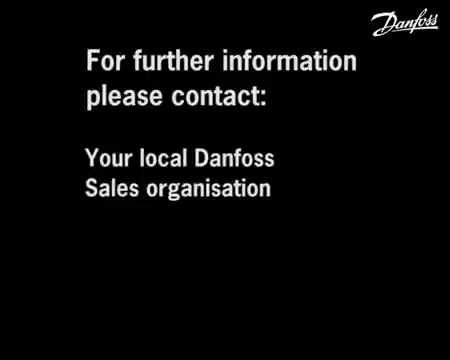 Danfoss
For further information
please contact:
Your local Danfoss
Sales organisation